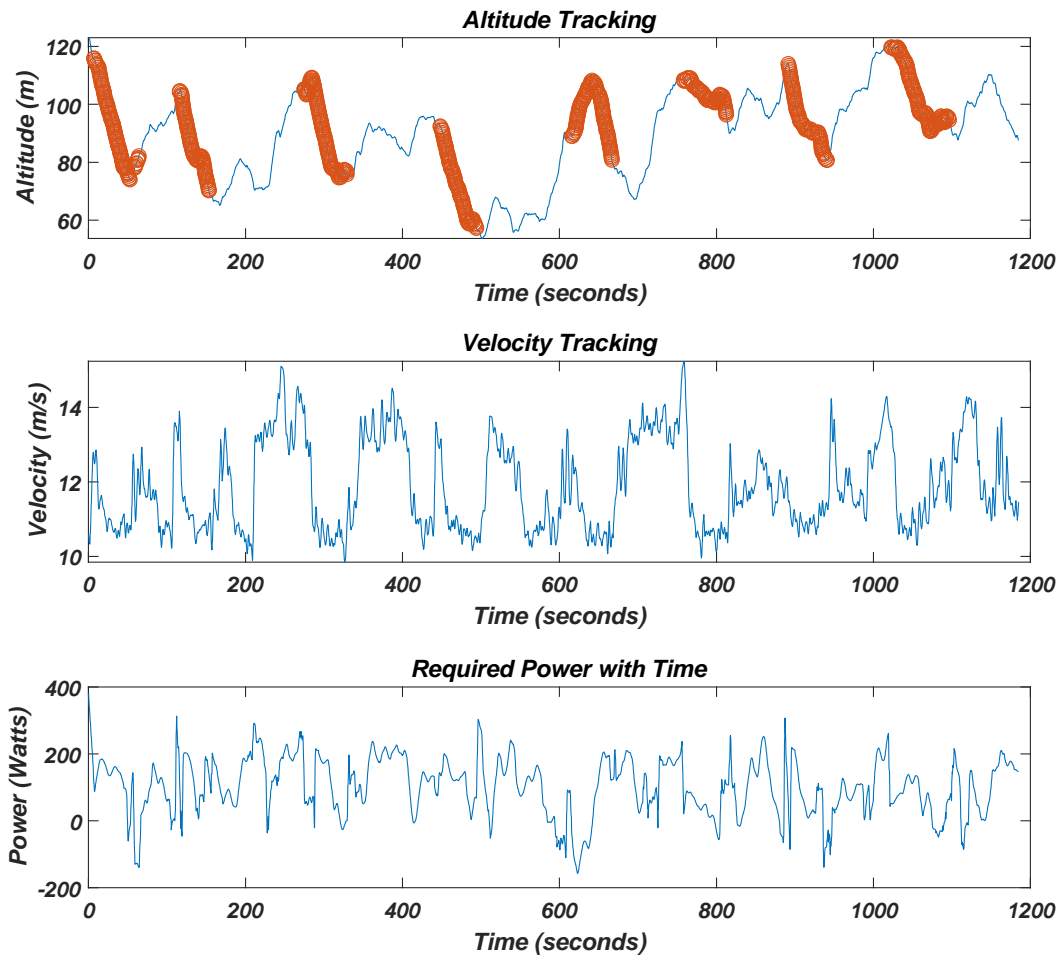 Altitude Tracking
Altitude (m)
120
100
80
60
0 200 400 600 800 1000 1200
Time (seconds)
Velocity Tracking
Velocity (m/s)
14
12
10
0 200 400 600 800 1000 1200
Time (seconds)
Required Power with Time
Power (Watts)
400
200
0
-200
0 200 400 600 800 1000 1200
Time (seconds)